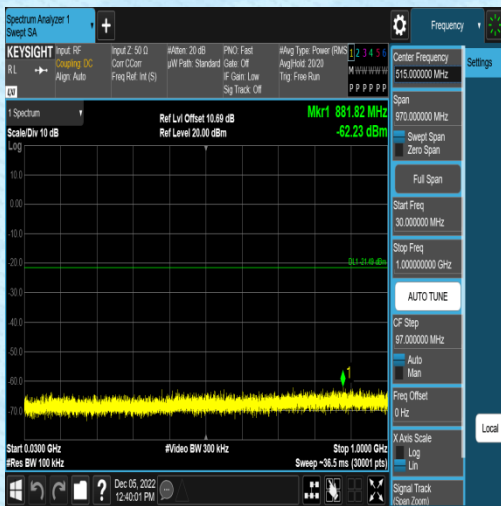 Spectrum Analyzer 1
Swept SA
Frequency
KEYSIGHT
RL
Input: RF
Coupling: DC
Align: Auto
Input Z: 50 Ω
Corr CCorr
Freq Ref: Int (S)
#Atten: 20 dB
µW Path: Standard
PNO: Fast
Gate: Off
IF Gain: Low
Sig Track: Off
#Avg Type: Power (RMS
Avg|Hold: 20/20
Trig: Free Run
1 2 3 4 5 6
M W W W W W
P P P P P P
1 Spectrum
Scale/Div 10 dB
Log
Ref Lvl Offset 10.69 dB
Ref Level 20.00 dBm
Mkr1 881.82 MHz
-62.23 dBm
10.0
0.00
-10.0
-20.0
DL1 -21.49 dBm
-30.0
-40.0
-50.0
-60.0
-70.0
1
Start 0.0300 GHz
#Res BW 100 kHz
#Video BW 300 kHz
Stop 1.0000 GHz
Sweep ~36.5 ms (30001 pts)
Dec 05, 2022
12:40:01 PM
?
Center Frequency
515.000000 MHz
Settings
Span
970.000000 MHz
Swept Span
Zero Span
Full Span
Start Freq
30.000000 MHz
Stop Freq
1.000000000 GHz
AUTO TUNE
CF Step
97.000000 MHz
Auto
Man
Freq Offset
0 Hz
X Axis Scale
Log
Lin
Local
Signal Track
(Span Zoom)